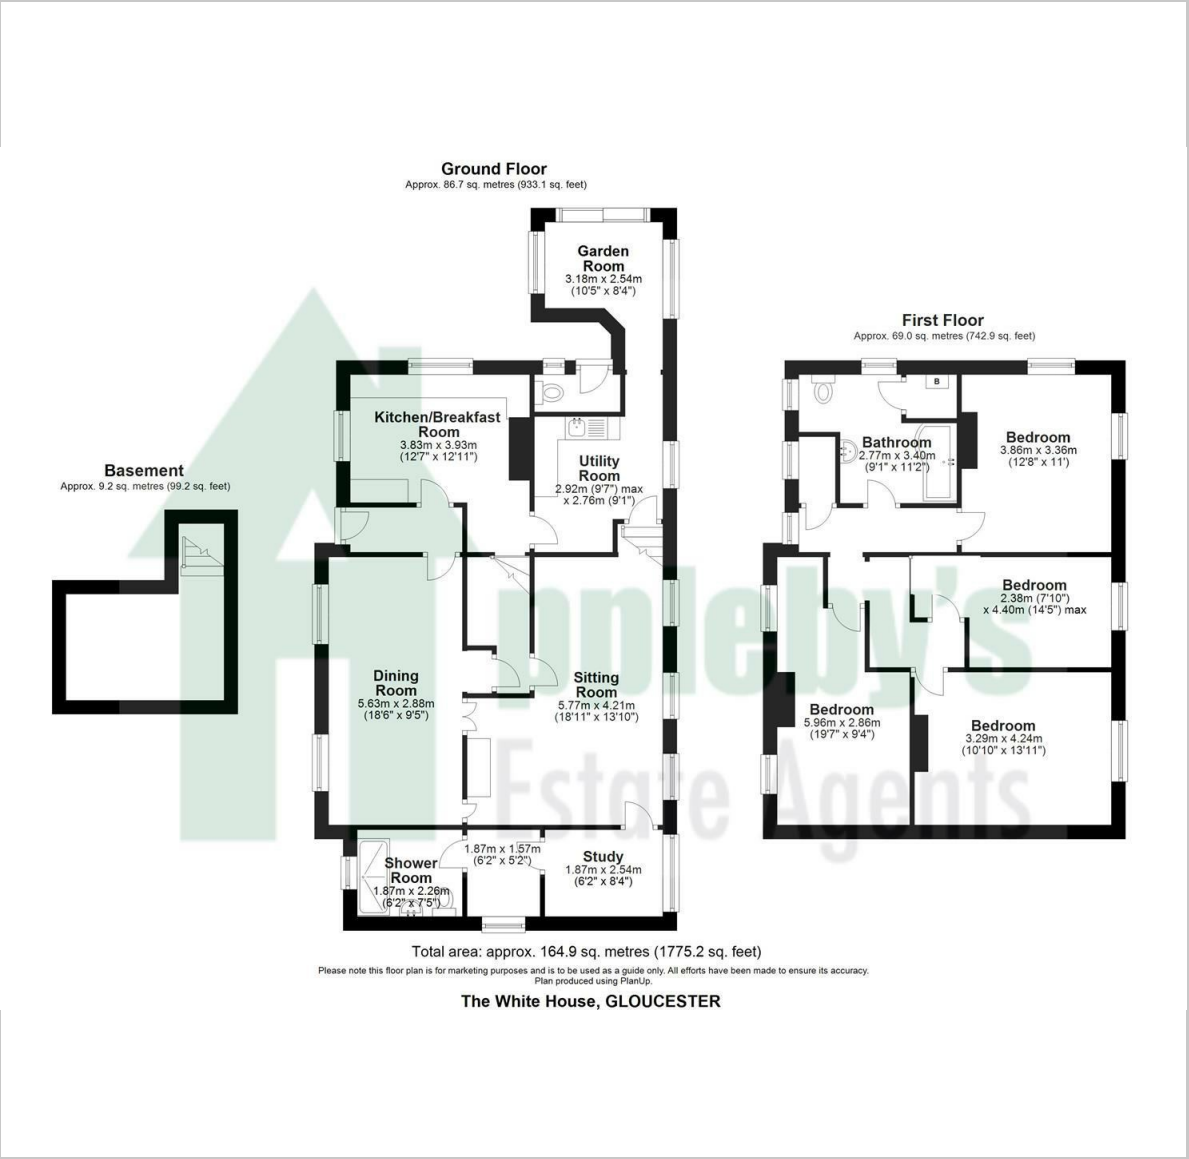 Ground Floor
Approx. 86.7 sq. metres (933.1 sq. feet)
Garden
Room
3.18m x 2.54m
(10'5" x 8'4")
Kitchen/Breakfast
Room
3.83m x 3.93m
(12'7" x 12'11")
Utility
Room
2.92m (9'7") max
x 2.76m (9'1")
Dining
Room
5.63m x 2.88m
(18'6" x 9'5")
Sitting
Room
5.77m x 4.21m
(18'11" x 13'10")
1.87m x 1.57m
(6'2" x 5'2")
Shower
Room
1.87m x 2.26m
(6'2" x 7'5")
Study
1.87m x 2.54m
(6'2" x 8'4")
Basement
Approx. 9.2 sq. metres (99.2 sq. feet)
First Floor
Approx. 69.0 sq. metres (742.9 sq. feet)
B
Bathroom
2.77m x 3.40m
(9'1" x 11'2")
Bedroom
3.86m x 3.36m
(12'8" x 11')
Bedroom
2.38m (7'10")
x 4.40m (14'5") max
Bedroom
5.96m x 2.86m
(19'7" x 9'4")
Bedroom
3.29m x 4.24m
(10'10" x 13'11")
Appleby's
Estate Agents
Total area: approx. 164.9 sq. metres (1775.2 sq. feet)
Please note this floor plan is for marketing purposes and is to be used as a guide only. All efforts have been made to ensure its accuracy.
Plan produced using PlanUp.
The White House, GLOUCESTER